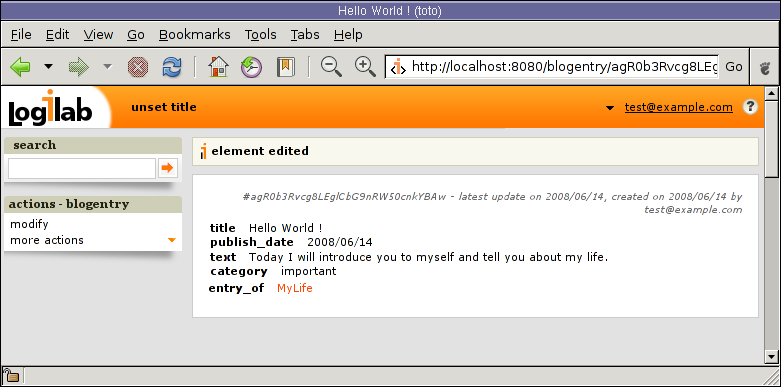 Hello World ! (toto)
File Edit View Go Bookmarks Tools Tabs Help
http://localhost:8080/blogentry/agR0b3Rvcg8LEg Go
Logilab unset title test@example.com ?
search
element edited
#agR0b3Rvcg8LEglCbG9nRW50cnkYBAw - latest update on 2008/06/14, created on 2008/06/14 by
test@example.com
actions - blogentry
modify
more actions
title Hello World !
publish_date 2008/06/14
text Today I will introduce you to myself and tell you about my life.
category important
entry_of MyLife